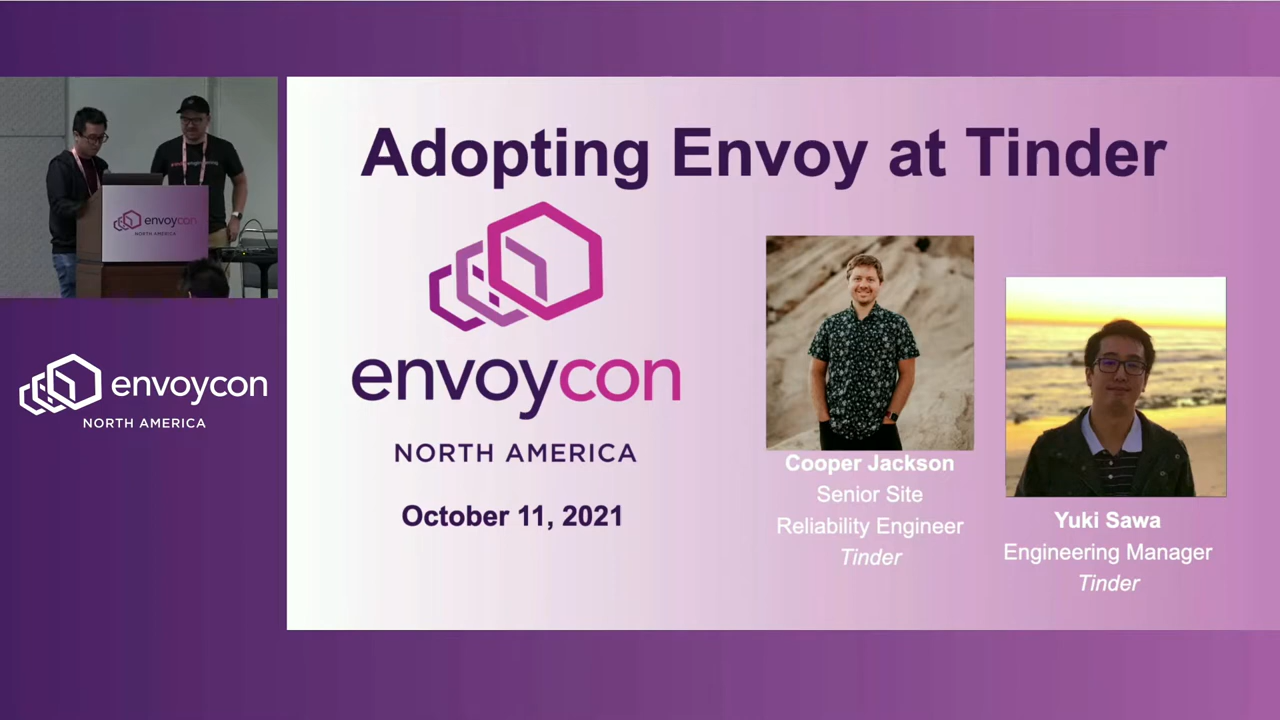 Adopting Envoy at Tinder
envoycon
NORTH AMERICA
October 11, 2021
Cooper Jackson
Senior Site
Reliability Engineer
Tinder
Yuki Sawa
Engineering Manager
Tinder
envoycon
NORTH AMERICA
envoycon
NORTH AMERICA